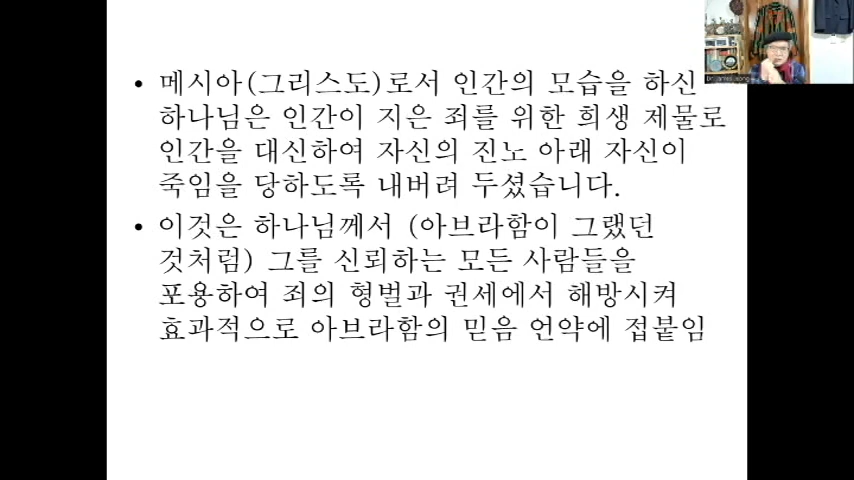 • 메시아(그리스도)로서 인간의 모습을 하신
하나님은 인간이 지은 죄를 위한 희생 제물로
인간을 대신하여 자신의 진노 아래 자신이
죽임을 당하도록 내버려 두셨습니다.
• 이것은 하나님께서 (아브라함이 그랬던
것처럼) 그를 신뢰하는 모든 사람들을
포용하여 죄의 형벌과 권세에서 해방시켜
효과적으로 아브라함의 믿음 언약에 접붙임